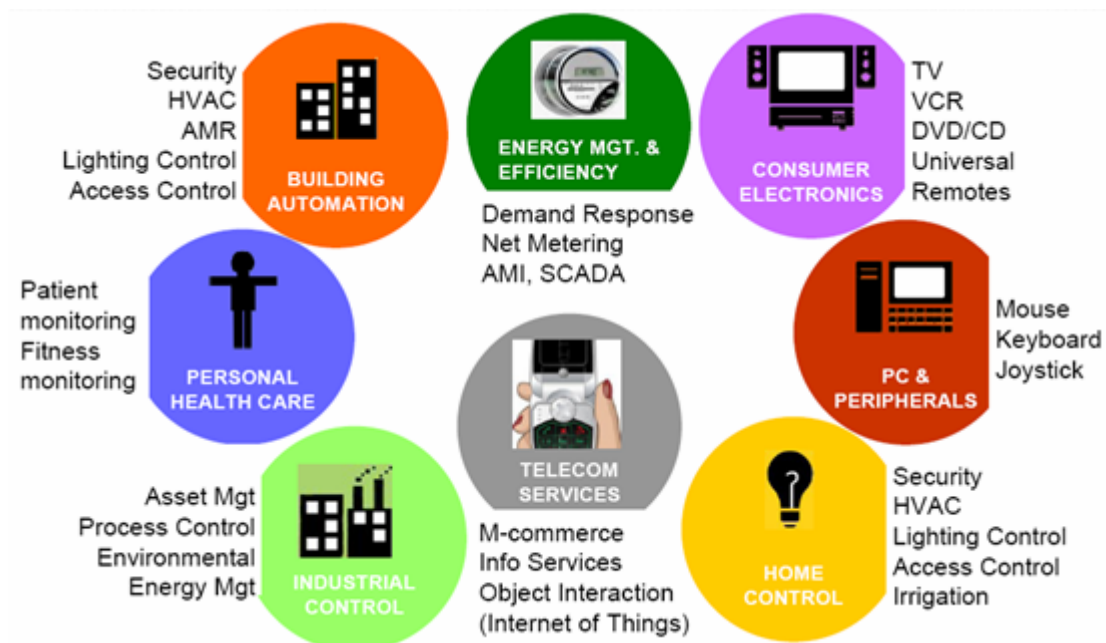 Security
HVAC
AMR
Lighting Control
Access Control
BUILDING
AUTOMATION
ENERGY MGT. &
EFFICIENCY
Demand Response
Net Metering
AMI, SCADA
CONSUMER
ELECTRONICS
TV
VCR
DVD/CD
Universal
Remotes
Patient
monitoring
Fitness
monitoring
PERSONAL
HEALTH CARE
PC &
PERIPHERALS
Mouse
Keyboard
Joystick
TELECOM
SERVICES
M-commerce
Info Services
Object Interaction
(Internet of Things)
Asset Mgt
Process Control
Environmental
Energy Mgt
INDUSTRIAL
CONTROL
?
HOME
CONTROL
Security
HVAC
Lighting Control
Access Control
Irrigation